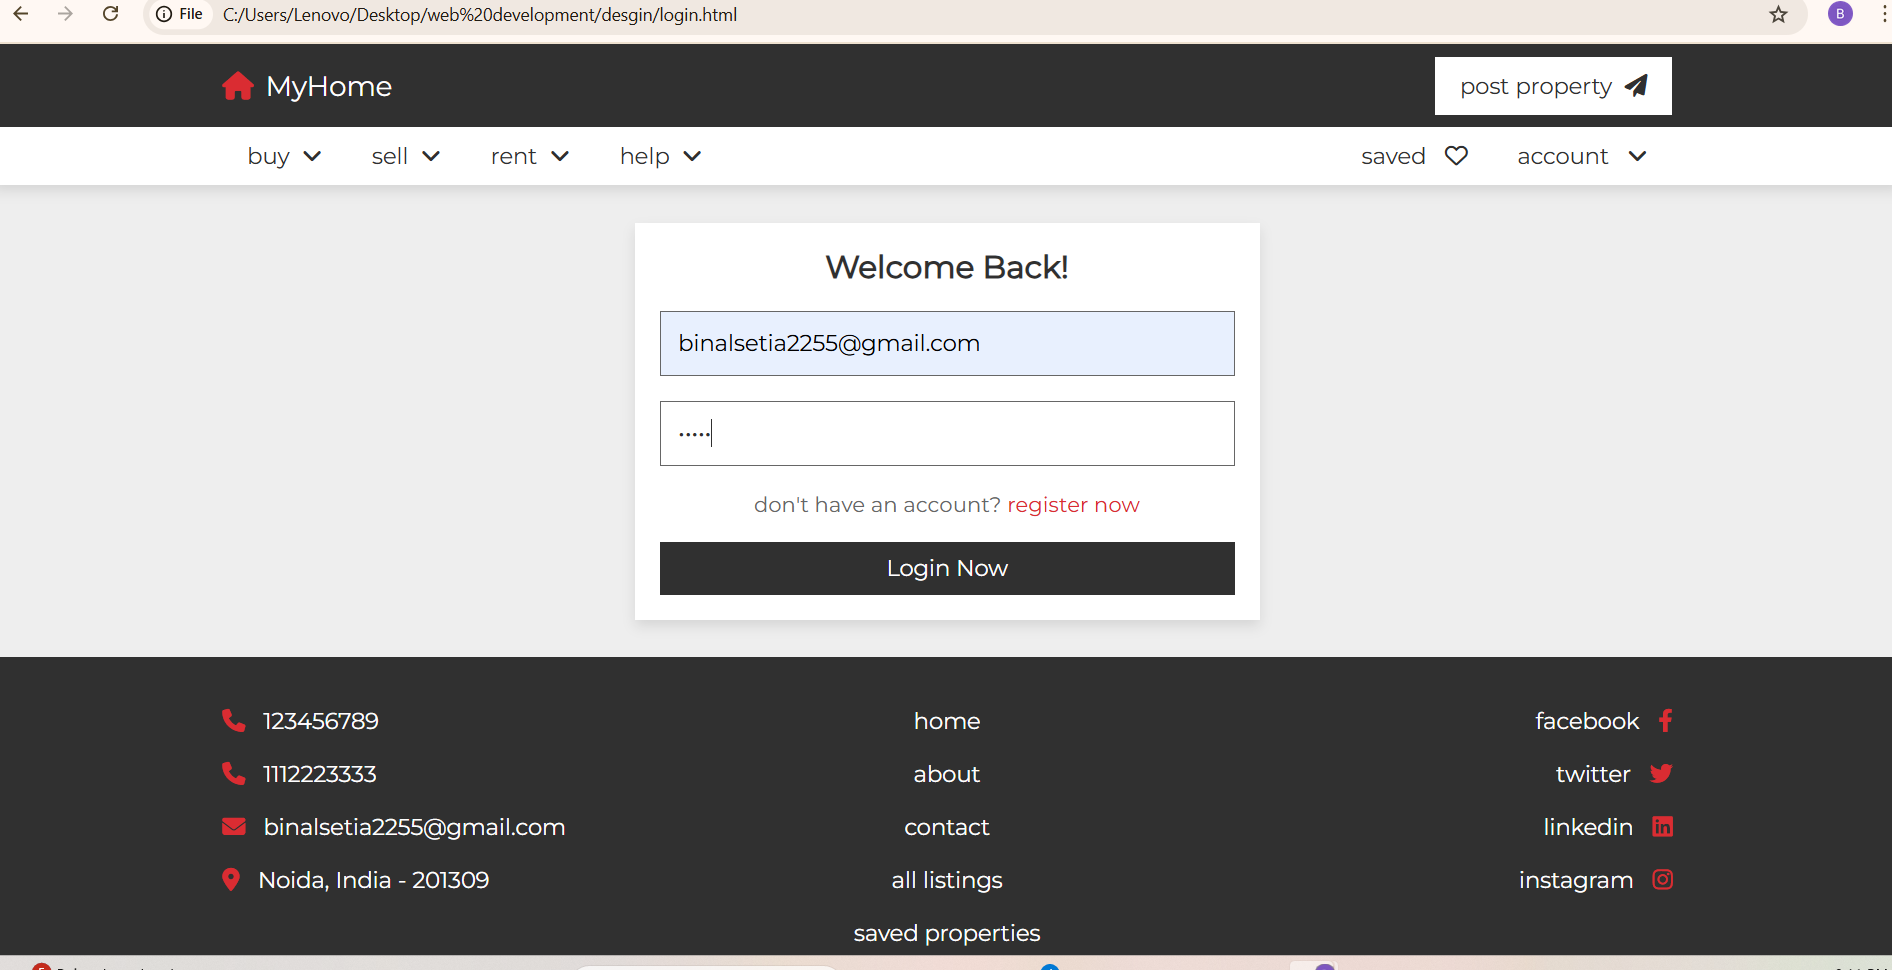 File C:/Users/Lenovo/Desktop/web%20development/desgin/login.html B
MyHome post property
buy sell rent help saved account
Welcome Back!
binalsetia2255@gmail.com
•••••
don't have an account? register now
Login Now
123456789 home facebook
1112223333 about twitter
binalsetia2255@gmail.com contact linkedin
Noida, India - 201309 all listings instagram
saved properties